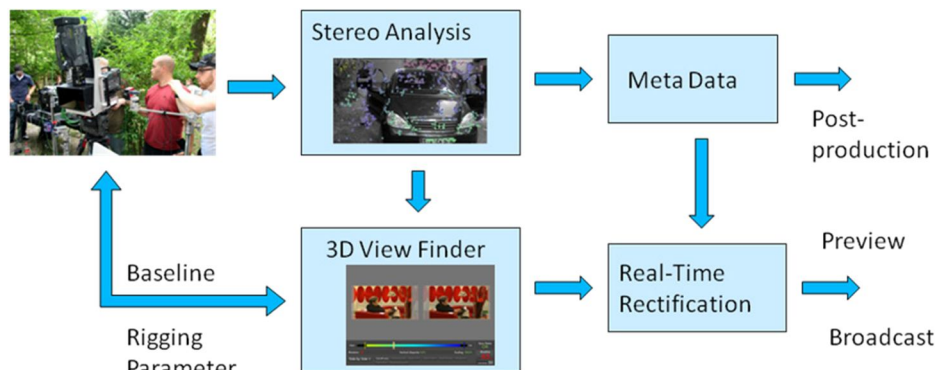 Stereo Analysis
Meta Data
Post-
production
3D View Finder
Baseline
Rigging
Parameter
Real-Time
Rectification
Preview
Broadcast